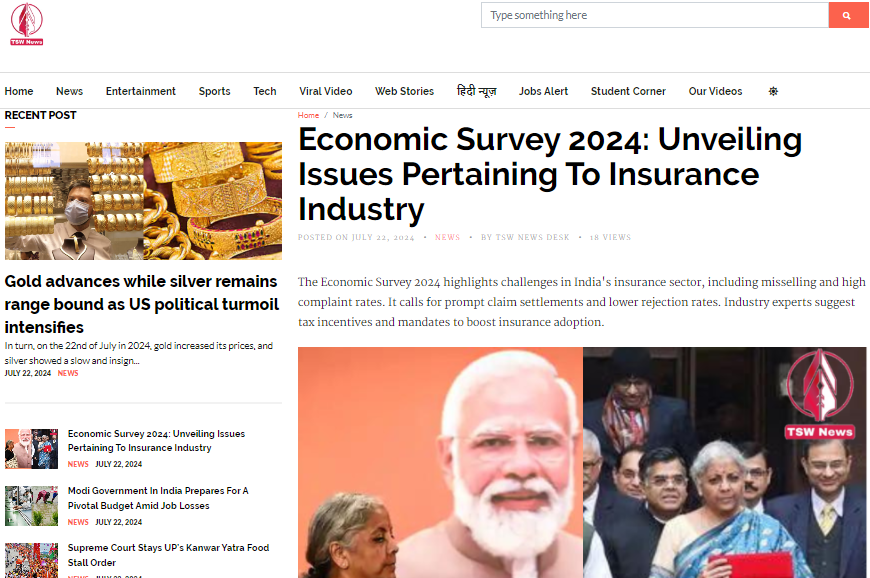 TSW News
Type something here
Home News Entertainment Sports Tech Viral Video Web Stories हिंदी न्यूज़ Jobs Alert Student Corner Our Videos
RECENT POST
Gold advances while silver remains
range bound as US political turmoil
intensifies
In turn, on the 22nd of July in 2024, gold increased its prices, and
silver showed a slow and insign...
JULY 22, 2024 NEWS
Economic Survey 2024: Unveiling Issues
Pertaining To Insurance Industry
NEWS JULY 22, 2024
Modi Government In India Prepares For A
Pivotal Budget Amid Job Losses
NEWS JULY 22, 2024
Supreme Court Stays UP's Kanwar Yatra Food
Stall Order
Home / News
Economic Survey 2024: Unveiling
Issues Pertaining To Insurance
Industry
POSTED ON JULY 22, 2024 • NEWS • BY TSW NEWS DESK • 18 VIEWS
The Economic Survey 2024 highlights challenges in India's insurance sector, including misselling and high
complaint rates. It calls for prompt claim settlements and lower rejection rates. Industry experts suggest
tax incentives and mandates to boost insurance adoption.
TSW News